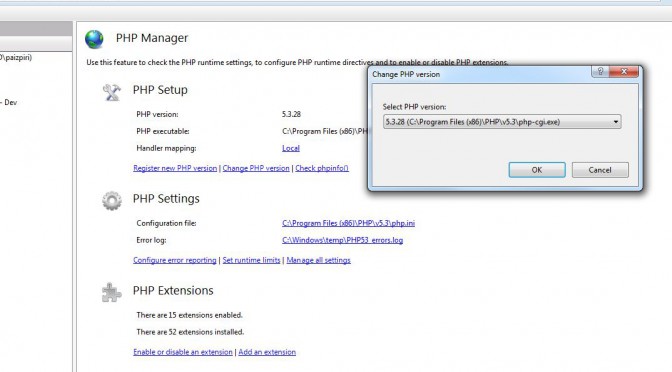 0\paizpiri)
- Dev
PHP Manager
Use this feature to check the PHP runtime settings, to configure PHP runtime directives and to enable or disable PHP extensions.
PHP Setup
PHP version: 5.3.28
PHP executable: C:\Program Files (x86)\PH
Handler mapping: Local
Register new PHP version | Change PHP version | Check phpinfo()
PHP Settings
Configuration file: C:\Program Files (x86)\PHP\v5.3\php.ini
Error log: C:\Windows\temp\PHP53_errors.log
Configure error reporting | Set runtime limits | Manage all settings
PHP Extensions
There are 15 extensions enabled.
There are 52 extensions installed.
Enable or disable an extension | Add an extension
Change PHP version
Select PHP version:
5.3.28 (C:\Program Files (x86)\PHP\v5.3\php-cgi.exe)
OK Cancel